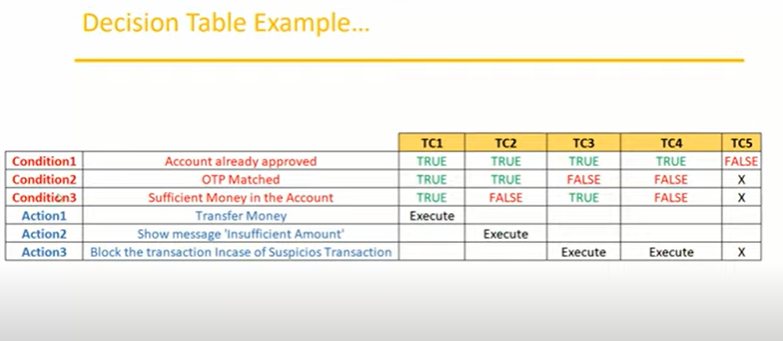 Decision Table Example...
TC1 TC2 TC3 TC4 TC5
Condition1 Account already approved TRUE TRUE TRUE TRUE FALSE
Condition2 OTP Matched TRUE TRUE FALSE FALSE X
Condition3 Sufficient Money in the Account TRUE FALSE TRUE FALSE X
Action1 Transfer Money Execute
Action2 Show message 'Insufficient Amount' Execute
Action3 Block the transaction Incase of Suspicios Transaction Execute Execute X